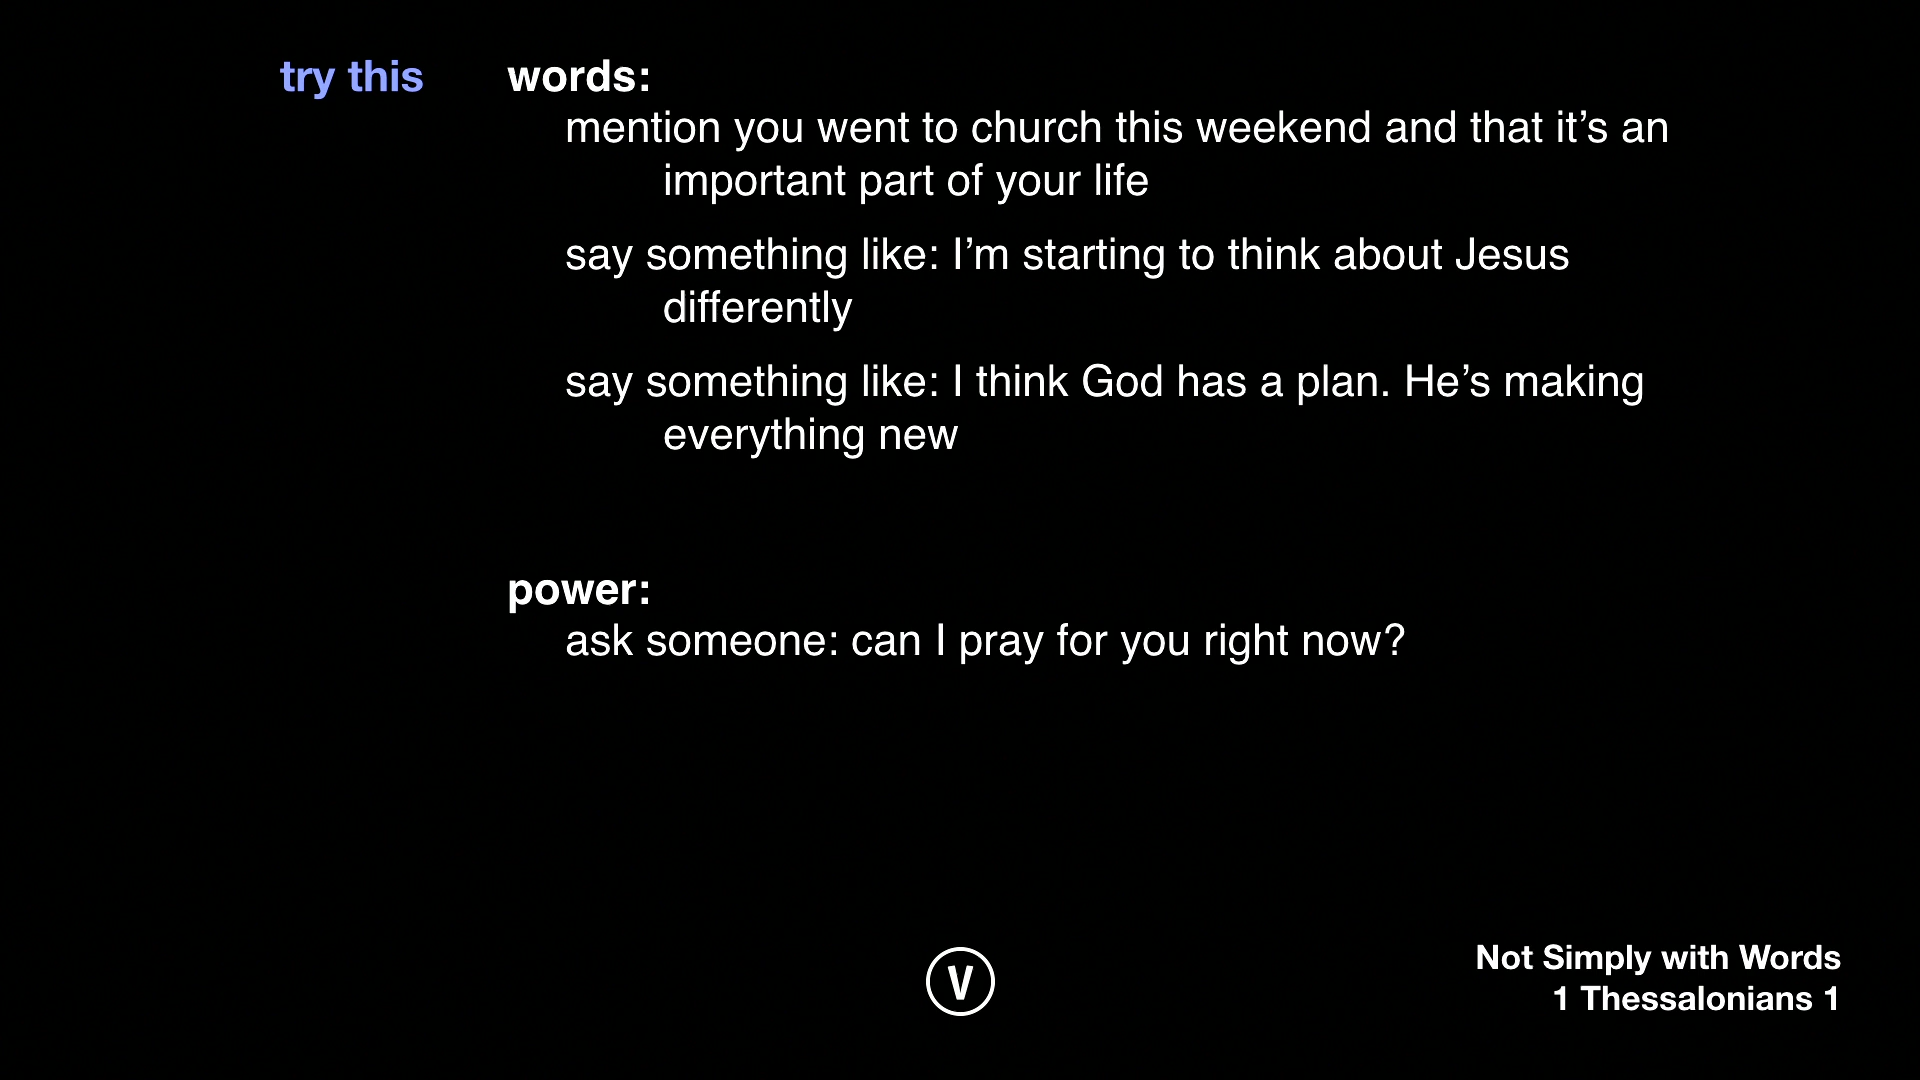 try this words:
mention you went to church this weekend and that it’s an
important part of your life
say something like: I’m starting to think about Jesus
differently
say something like: I think God has a plan. He’s making
everything new
power:
ask someone: can I pray for you right now?
V
Not Simply with Words
1 Thessalonians 1